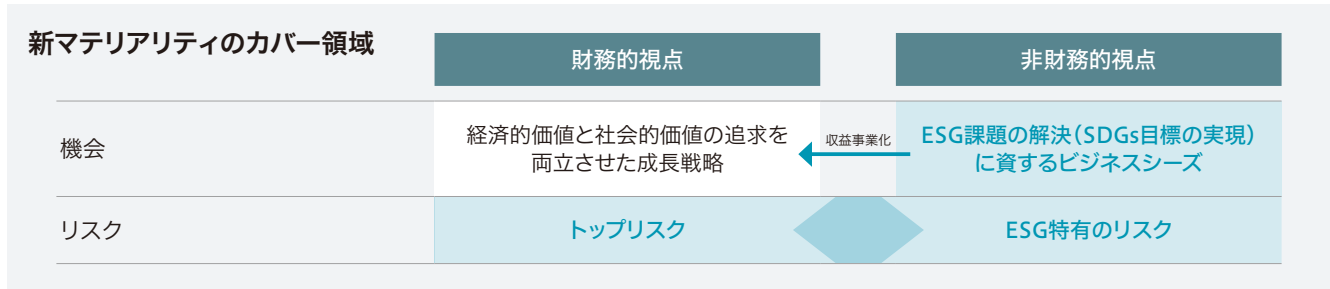 新マテリアリティのカバー領域
財務的視点
非財務的視点
機会
経済的価値と社会的価値の追求を
両立させた成長戦略
収益事業化
ESG課題の解決（SDGs目標の実現）
に資するビジネスシーズ
リスク
トップリスク
ESG特有のリスク